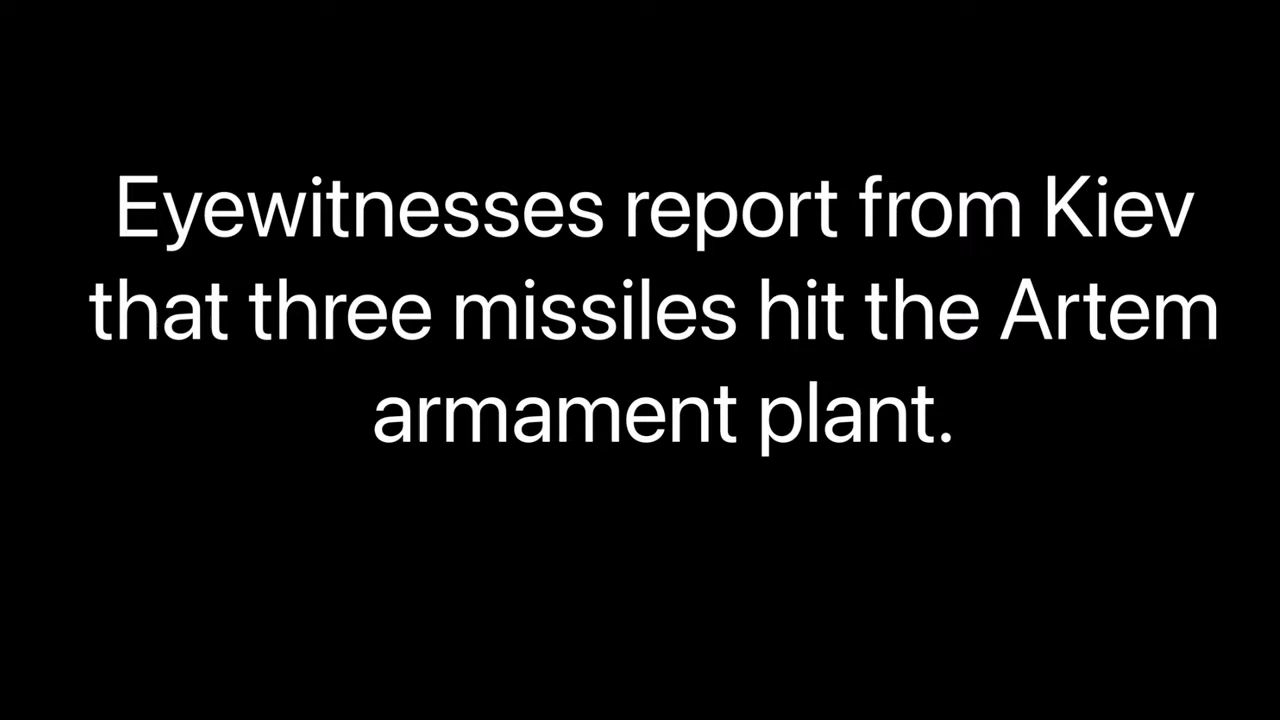 Eyewitnesses report from Kiev
that three missiles hit the Artem
armament plant.